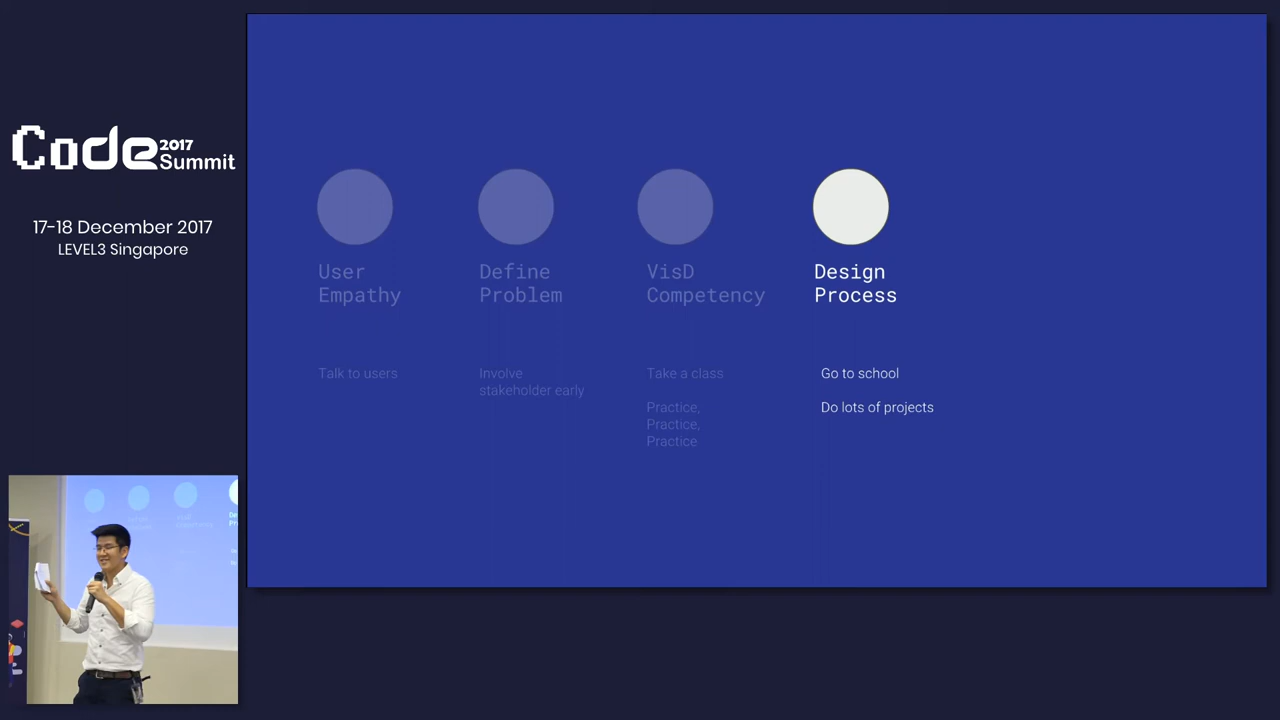 Code 2017 Summit
17-18 December 2017
LEVEL3 Singapore
User
Empathy
Talk to users
Define
Problem
Involve
stakeholder early
VisD
Competency
Take a class
Practice,
Practice,
Practice
Design
Process
Go to school
Do lots of projects